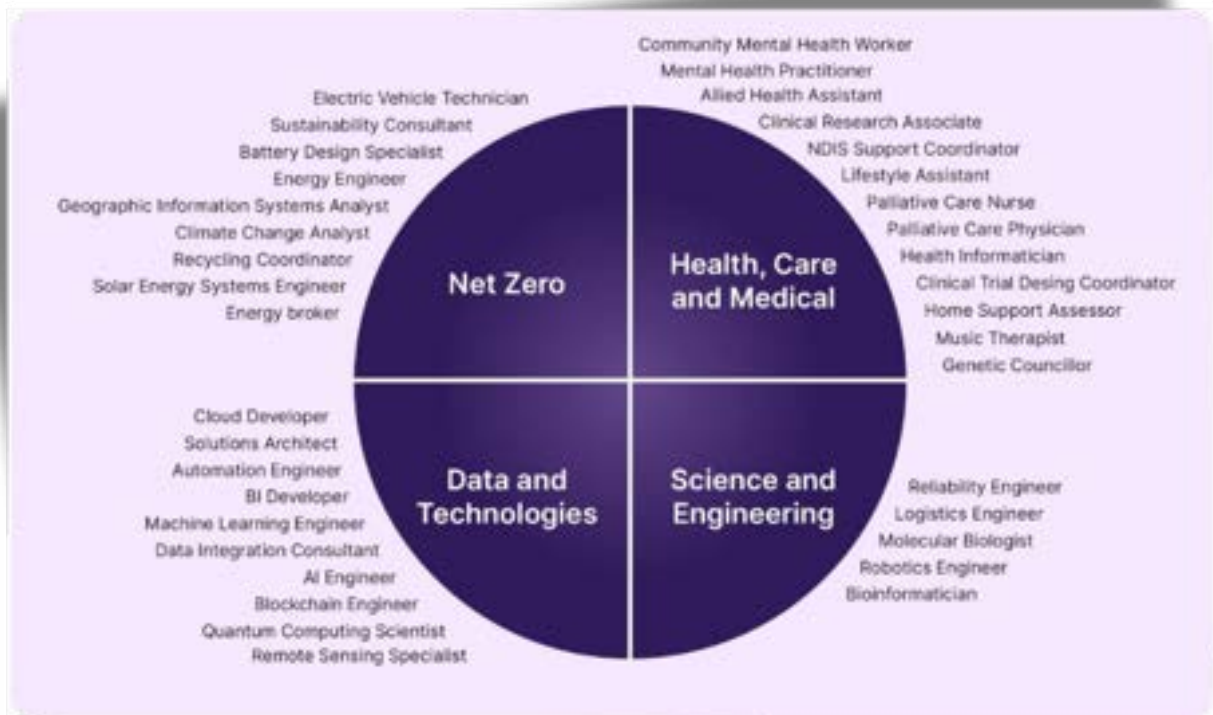 Net Zero
Electric Vehicle Technician
Sustainability Consultant
Battery Design Specialist
Energy Engineer
Geographic Information Systems Analyst
Climate Change Analyst
Recycling Coordinator
Solar Energy Systems Engineer
Energy broker
Health, Care
and Medical
Community Mental Health Worker
Mental Health Practitioner
Allied Health Assistant
Clinical Research Associate
NDIS Support Coordinator
Lifestyle Assistant
Palliative Care Nurse
Palliative Care Physician
Health Informatician
Clinical Trial Desing Coordinator
Home Support Assessor
Music Therapist
Genetic Councillor
Data and
Technologies
Cloud Developer
Solutions Architect
Automation Engineer
BI Developer
Machine Learning Engineer
Data Integration Consultant
AI Engineer
Blockchain Engineer
Quantum Computing Scientist
Remote Sensing Specialist
Science and
Engineering
Reliability Engineer
Logistics Engineer
Molecular Biologist
Robotics Engineer
Bioinformatician